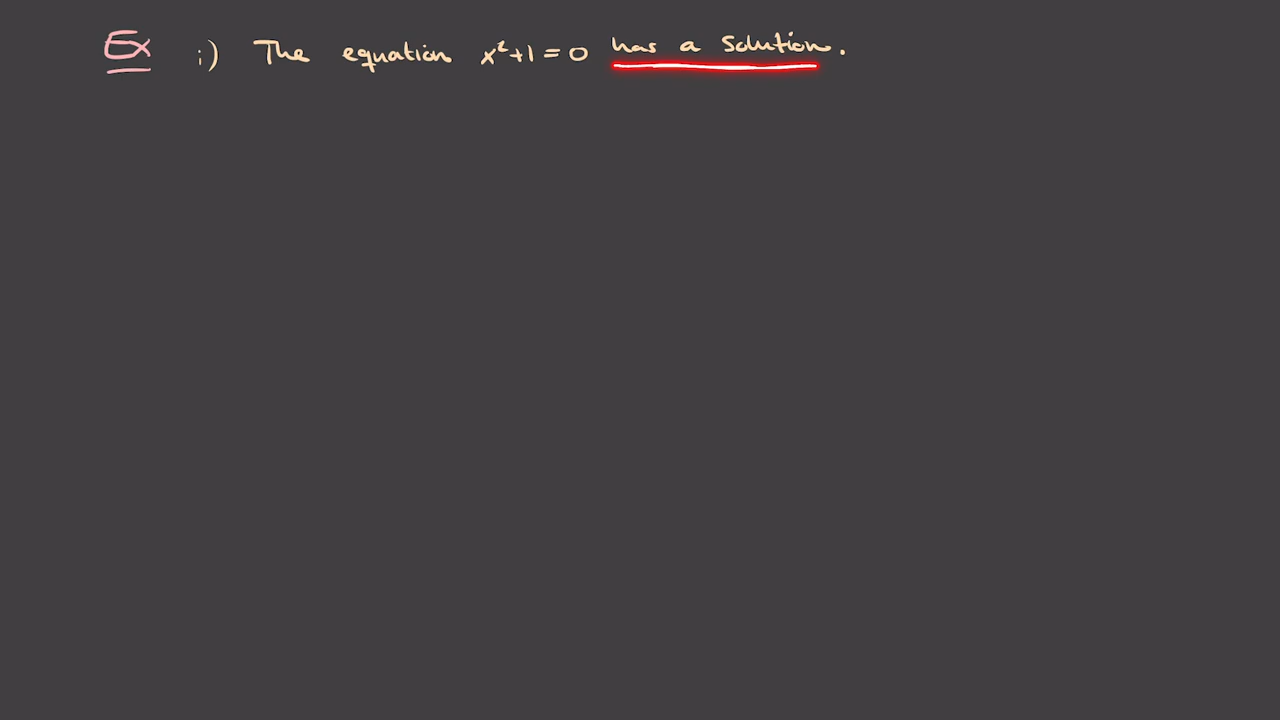 Ex i) The equation x²+1=0 has a solution.